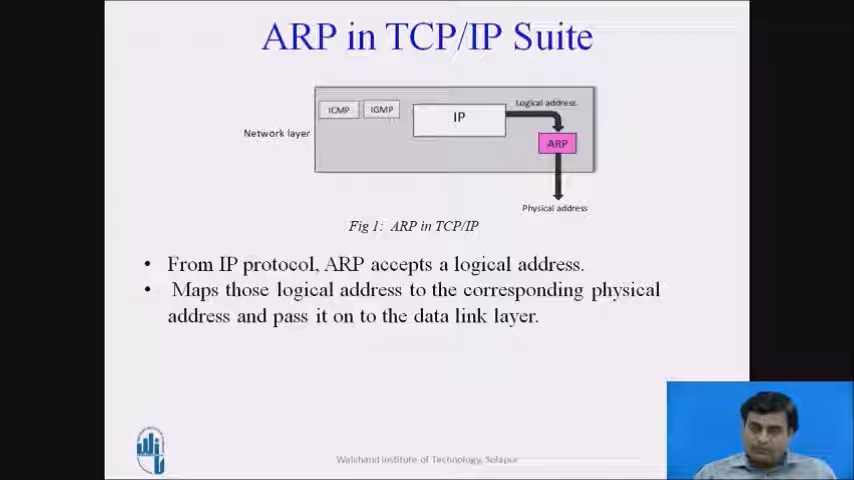 ARP in TCP/IP Suite
ICMP IGMP IP Logical address
Network layer ARP
Physical address
Fig 1: ARP in TCP/IP
• From IP protocol, ARP accepts a logical address.
• Maps those logical address to the corresponding physical
address and pass it on to the data link layer.
Walchand Institute of Technology, Solapur